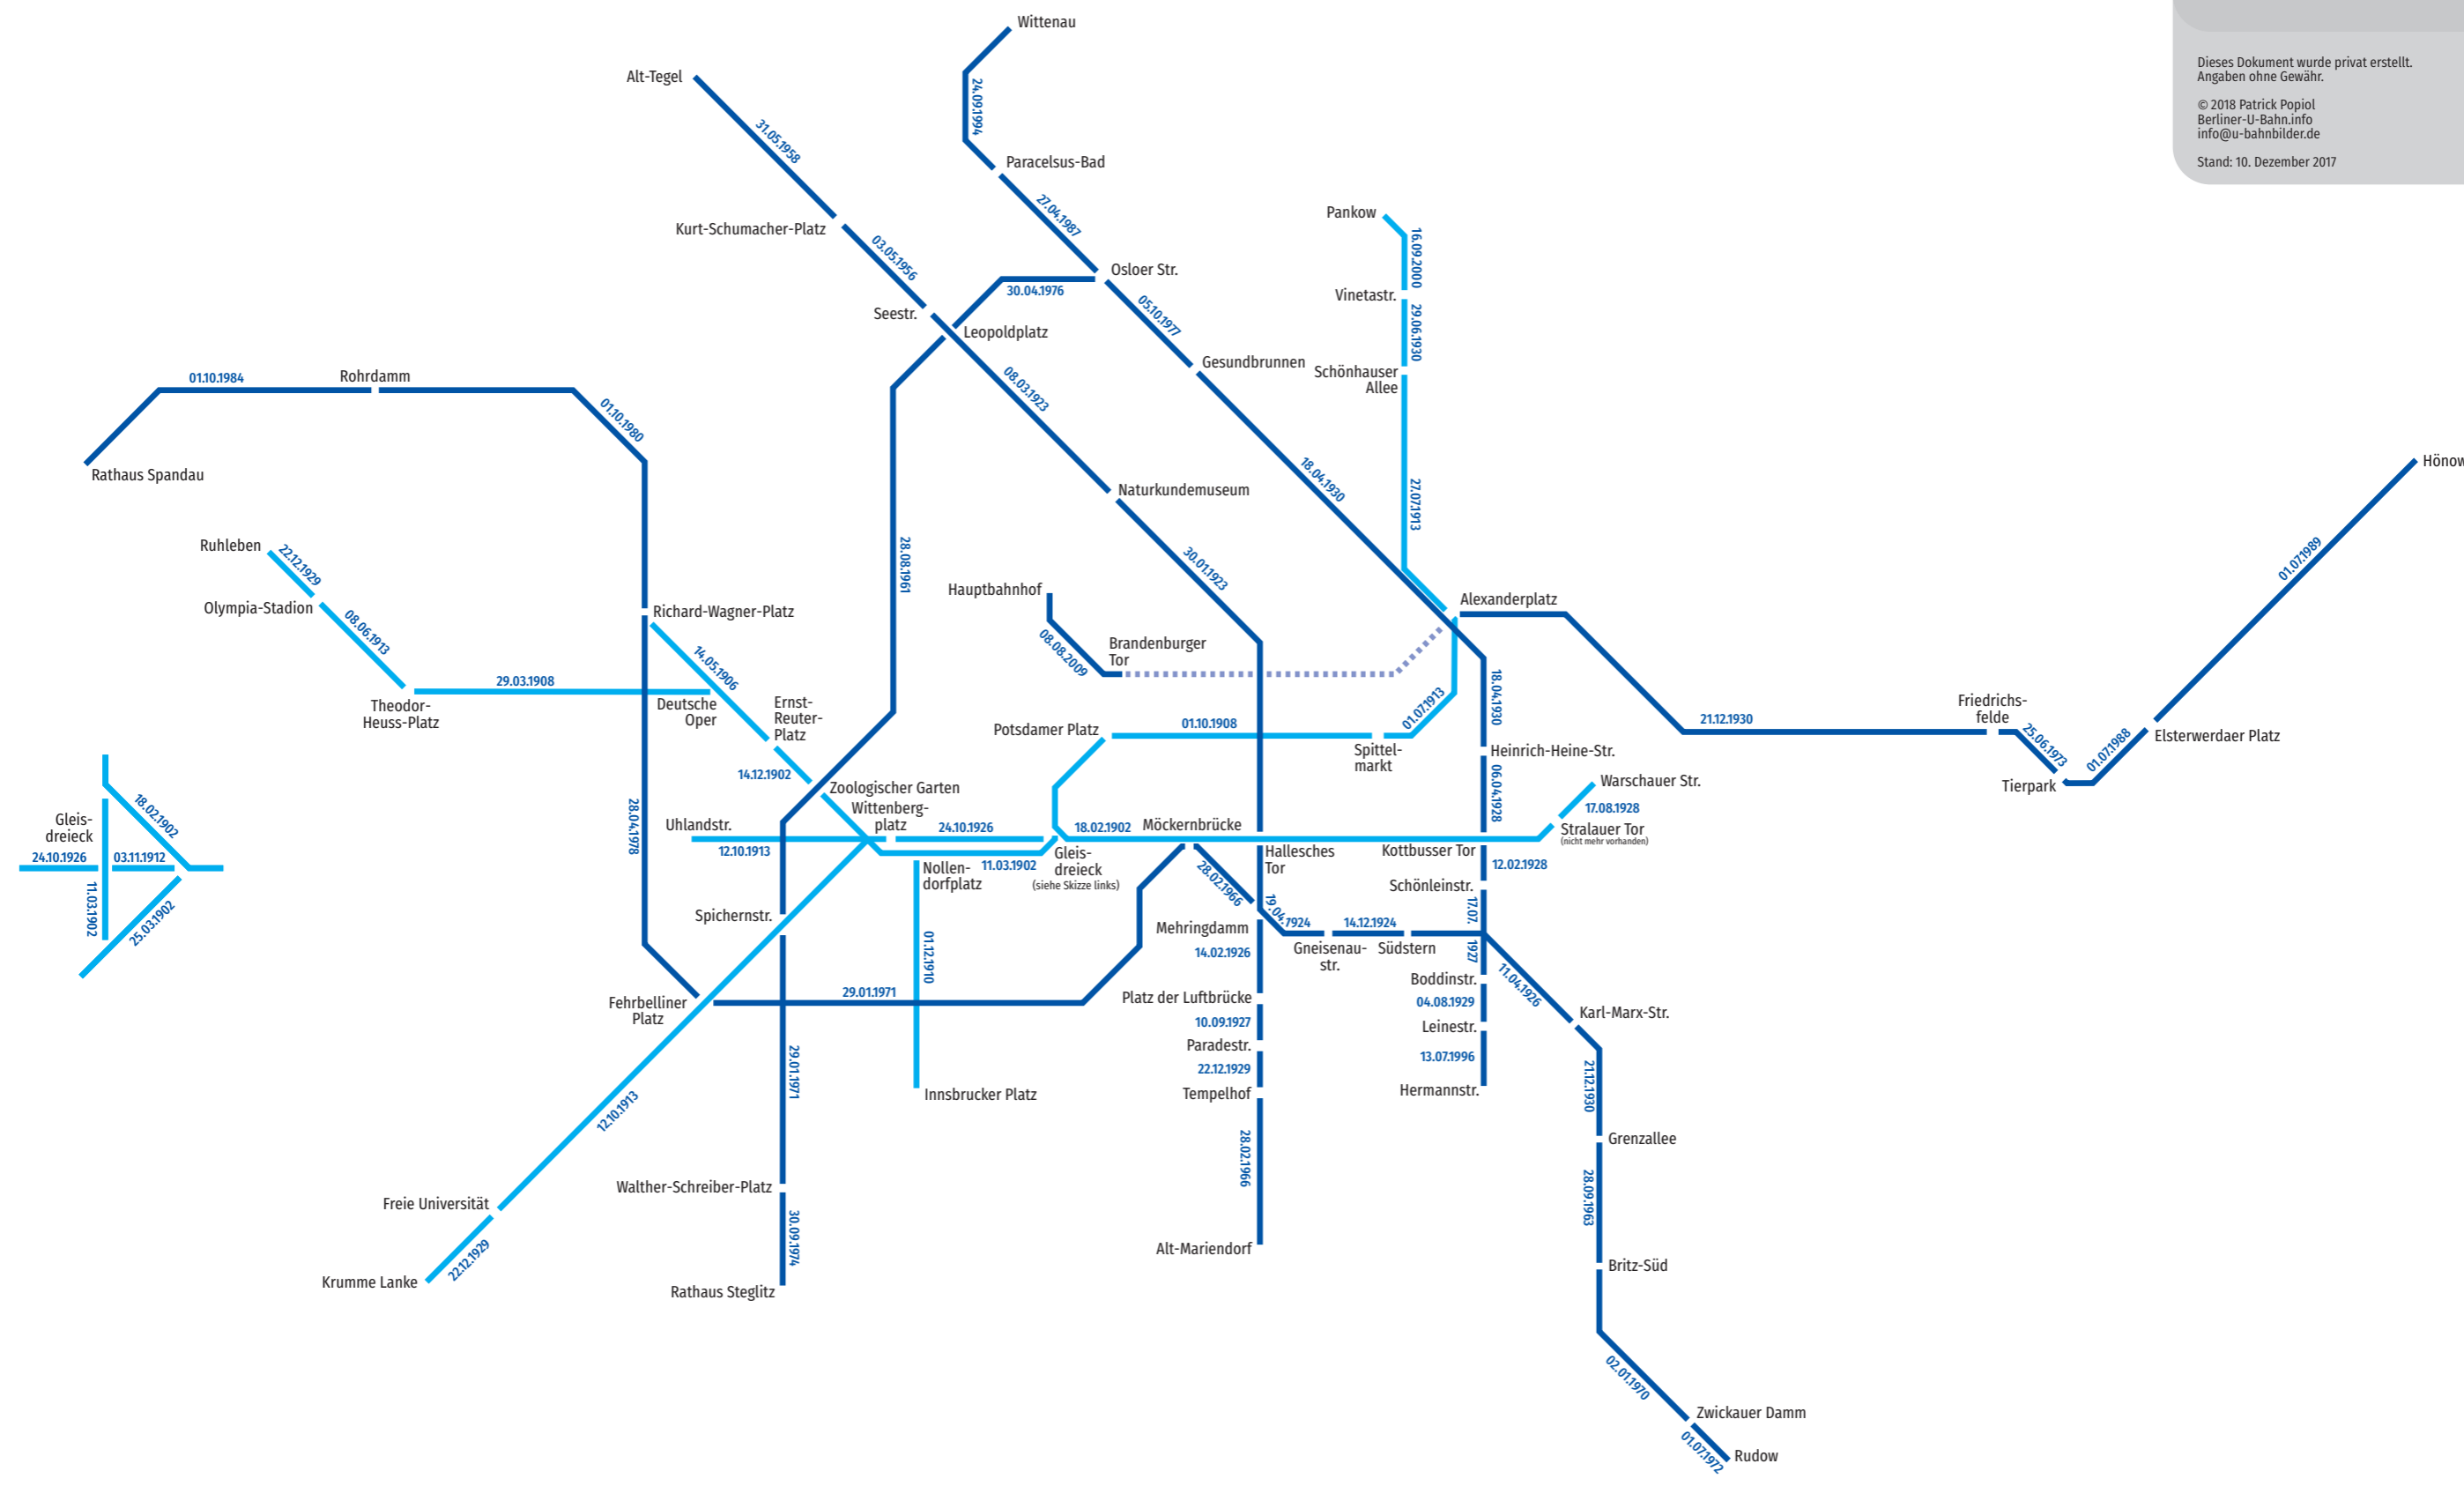 Wittenau
Alt-Tegel
24.09.1994
31.05.1958
Paracelsus-Bad
27.04.1987
Kurt-Schumacher-Platz
03.05.1956
Osloer Str.
30.04.1976
05.10.1977
Seestr.
Leopoldplatz
Gesundbrunnen
Pankow
16.09.2000
Vinetastr.
29.06.1930
Schönhauser
Allee
27.07.1913
Dieses Dokument wurde privat erstellt.
Angaben ohne Gewähr.
© 2018 Patrick Popiol
Berliner-U-Bahn.info
info@u-bahnbilder.de
Stand: 10. Dezember 2017
01.10.1984
Rohrdamm
01.10.1980
Rathaus Spandau
08.03.1923
18.04.1930
Naturkundemuseum
30.01.1923
28.08.1961
Hönow
01.07.1989
Ruhleben
22.12.1929
Olympia-Stadion
08.06.1913
Theodor-
Heuss-Platz
29.03.1908
Richard-Wagner-Platz
14.05.1906
Deutsche
Oper
Ernst-
Reuter-
Platz
14.12.1902
Hauptbahnhof
08.08.2009
Brandenburger
Tor
Alexanderplatz
18.04.1930
Potsdamer Platz
01.10.1908
Spittel-
markt
01.07.1913
Heinrich-Heine-Str.
06.04.1928
21.12.1930
Friedrichs-
felde
25.06.1973
Tierpark
01.07.1988
Elsterwerdaer Platz
Warschauer Str.
17.08.1928
Stralauer Tor
(nicht mehr vorhanden)
Zoologischer Garten
Wittenberg-
platz
Uhlandstr.
12.10.1913
24.10.1926
18.02.1902
Möckernbrücke
Gleis-
dreieck
(siehe Skizze links)
11.03.1902
Nollen-
dorfplatz
Hallesches
Tor
Kottbusser Tor
12.02.1928
18.02.1902
Gleis-
dreieck
24.10.1926
03.11.1912
11.03.1902
25.03.1902
28.04.1978
Spichernstr.
01.12.1910
28.02.1966
19.04.1924
Schönleinstr.
17.07.
1927
Mehringdamm
14.02.1926
Gneisenau-
str.
14.12.1924
Südstern
Boddinstr.
04.08.1929
Leinestr.
13.07.1996
Hermannstr.
11.04.1926
Karl-Marx-Str.
21.12.1930
Fehrbelliner
Platz
29.01.1971
Platz der Luftbrücke
10.09.1927
Paradestr.
22.12.1929
Tempelhof
28.02.1966
Alt-Mariendorf
29.01.1971
Innsbrucker Platz
12.10.1913
Freie Universität
22.12.1929
Krumme Lanke
Walther-Schreiber-Platz
30.09.1974
Rathaus Steglitz
Grenzallee
28.09.1963
Britz-Süd
02.01.1970
Zwickauer Damm
01.07.1972
Rudow